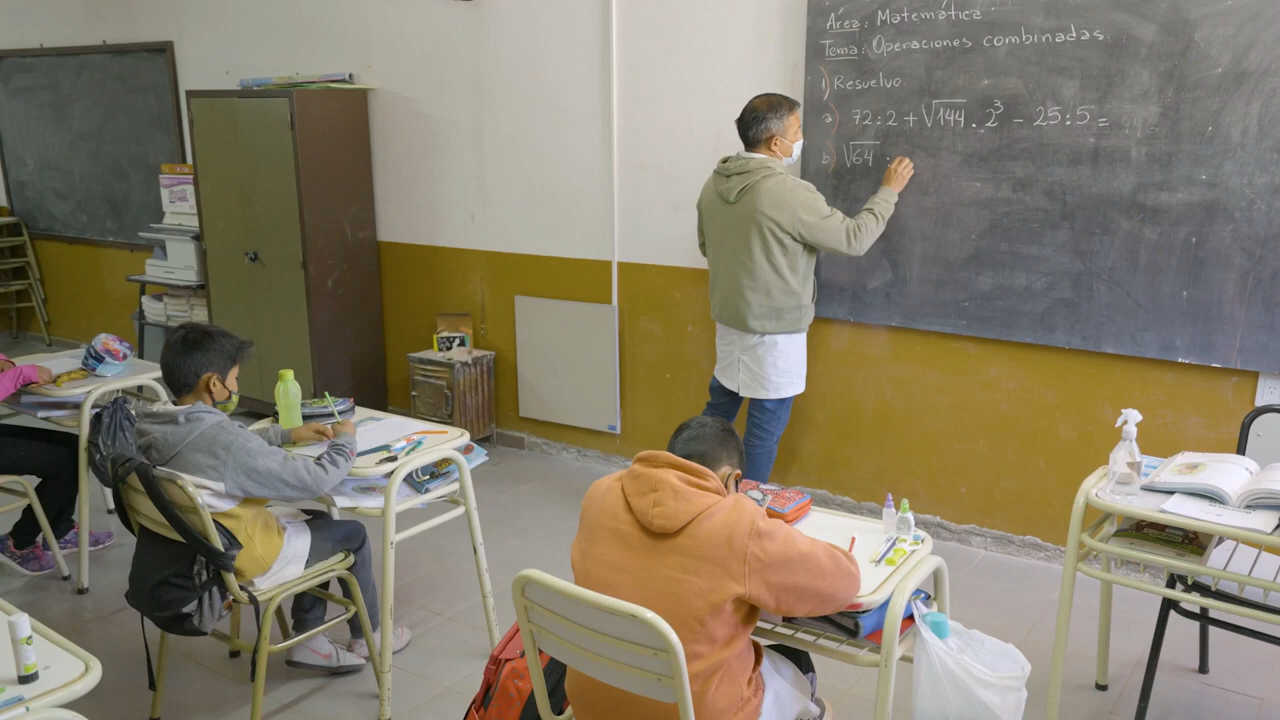 Área: Matemática
Tema: Operaciones combinadas
1) Resuelvo
a) 72:2 + √144 . 2³ - 25:5 =
b) √64 .